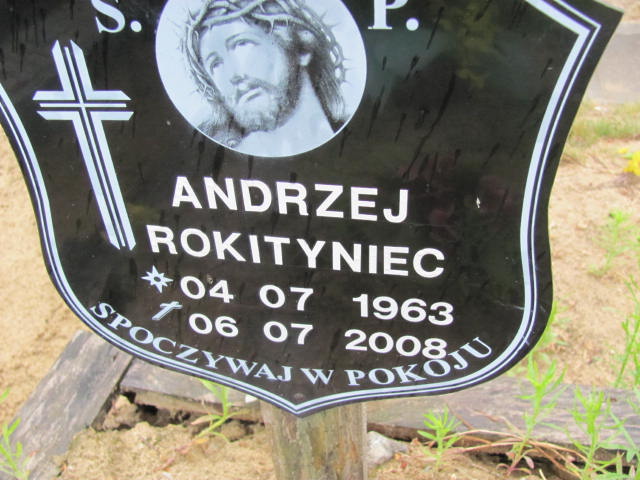 S. P.
ANDRZEJ
ROKITYNIEC
04 07 1963
06 07 2008
SPOCZYWAJ W POKOJU